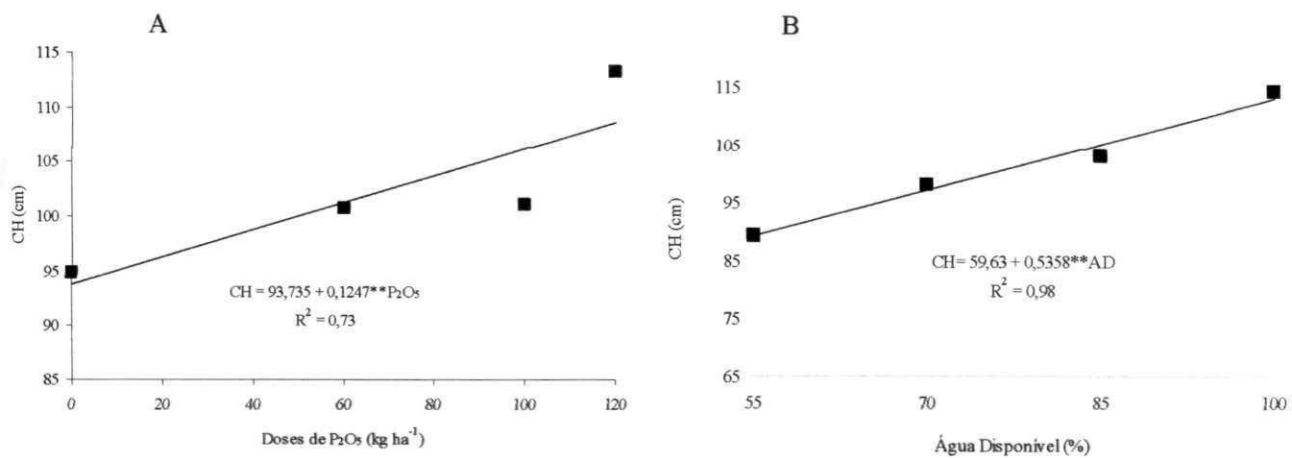 A
115
110
105
100
95
90
85
CH (cm)
CH = 93,735 + 0,1247**P₂O₅
R² = 0,73
0 20 40 60 80 100 120
Doses de P₂O₅ (kg ha⁻¹)
B
115
105
95
85
75
65
CH (cm)
CH= 59,63 + 0,5358**AD
R² = 0,98
55 70 85 100
Água Disponível (%)